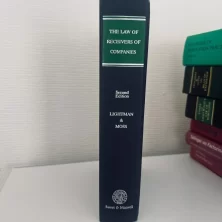 THE LAW OF
RECEIVERS OF
COMPANIES
Second
Edition
LIGHTMAN
&
MOSS
Sweet & Maxwell